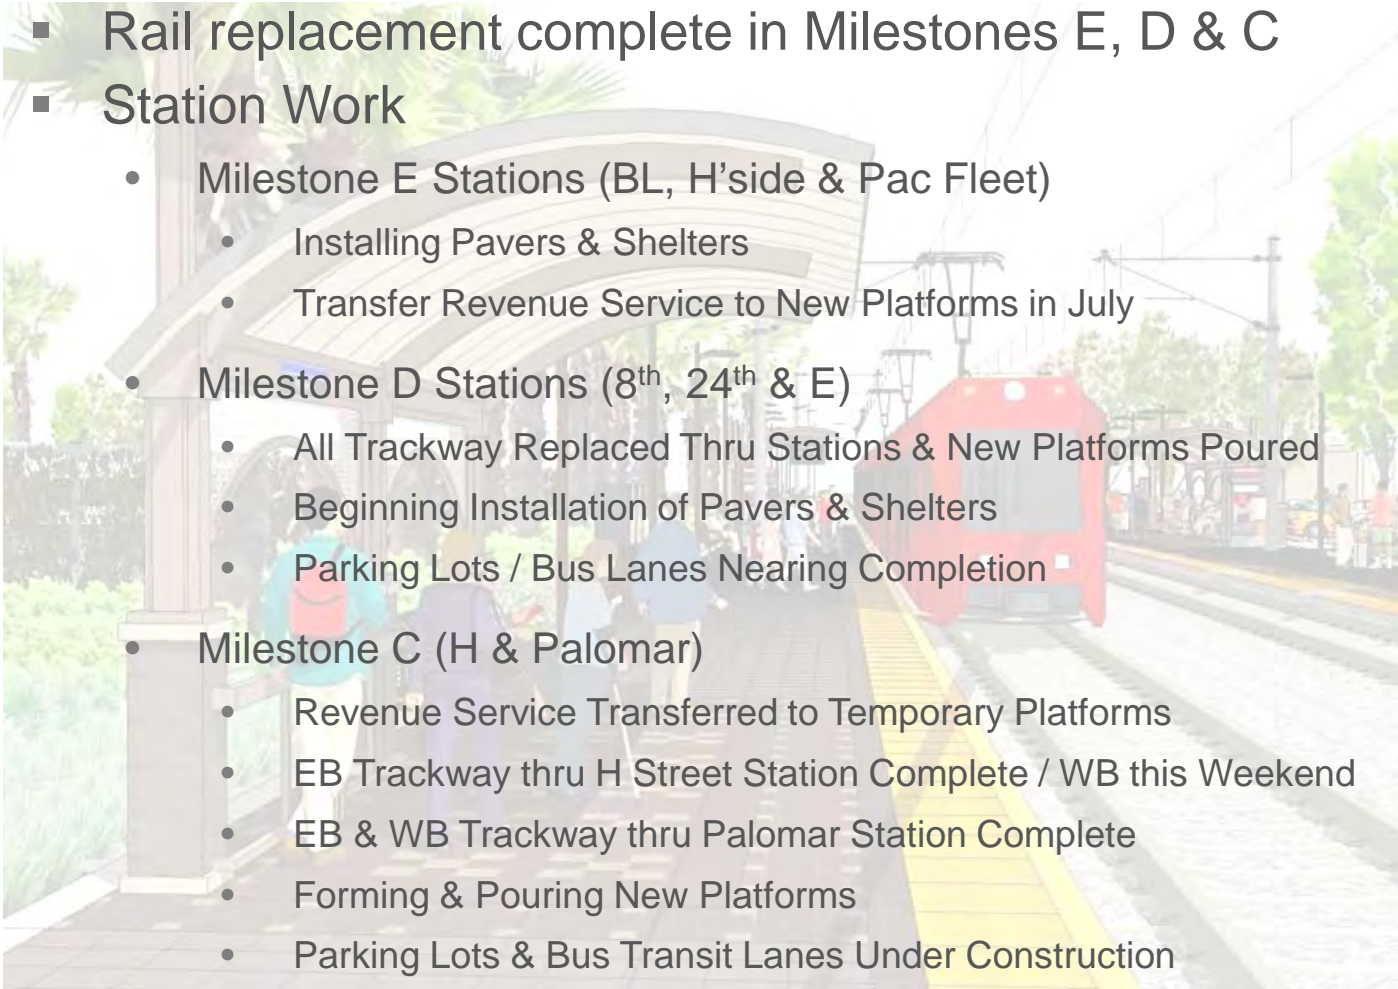 ▪ Rail replacement complete in Milestones E, D & C
▪ Station Work
• Milestone E Stations (BL, H’side & Pac Fleet)
• Installing Pavers & Shelters
• Transfer Revenue Service to New Platforms in July
• Milestone D Stations (8th, 24th & E)
• All Trackway Replaced Thru Stations & New Platforms Poured
• Beginning Installation of Pavers & Shelters
• Parking Lots / Bus Lanes Nearing Completion
• Milestone C (H & Palomar)
• Revenue Service Transferred to Temporary Platforms
• EB Trackway thru H Street Station Complete / WB this Weekend
• EB & WB Trackway thru Palomar Station Complete
• Forming & Pouring New Platforms
• Parking Lots & Bus Transit Lanes Under Construction